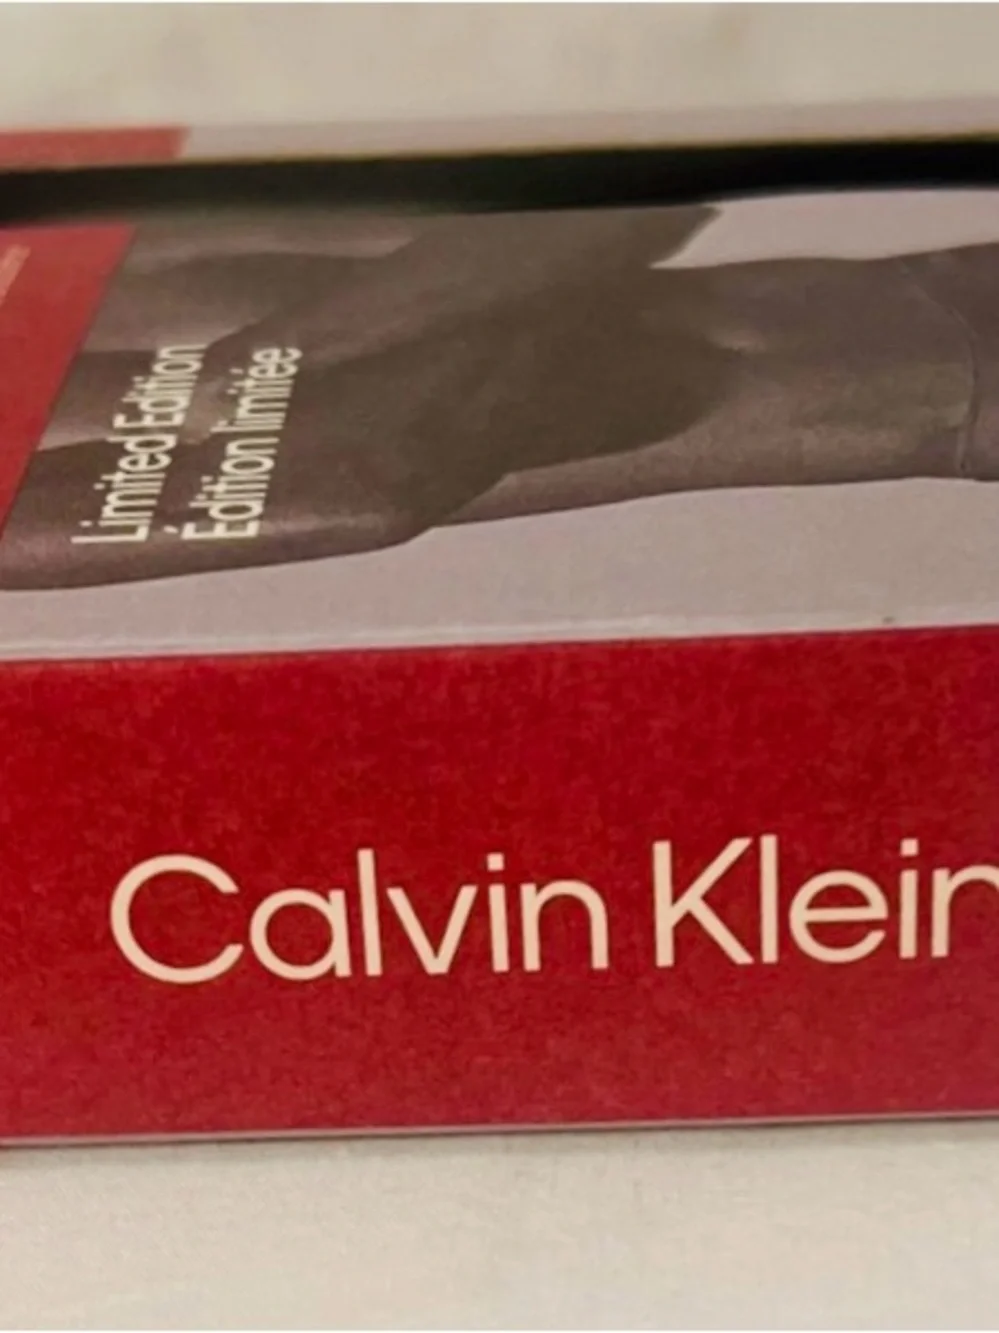 Limited Edition
Édition limitée
Calvin Klein